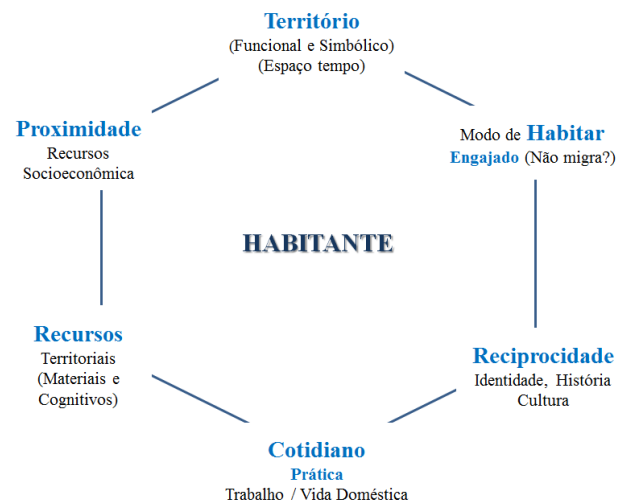 Território
(Funcional e Simbólico)
(Espaço tempo)
Proximidade
Recursos
Socioeconômica
Modo de Habitar
Engajado (Não migra?)
HABITANTE
Recursos
Territoriais
(Materiais e
Cognitivos)
Reciprocidade
Identidade, História
Cultura
Cotidiano
Prática
Trabalho / Vida Doméstica